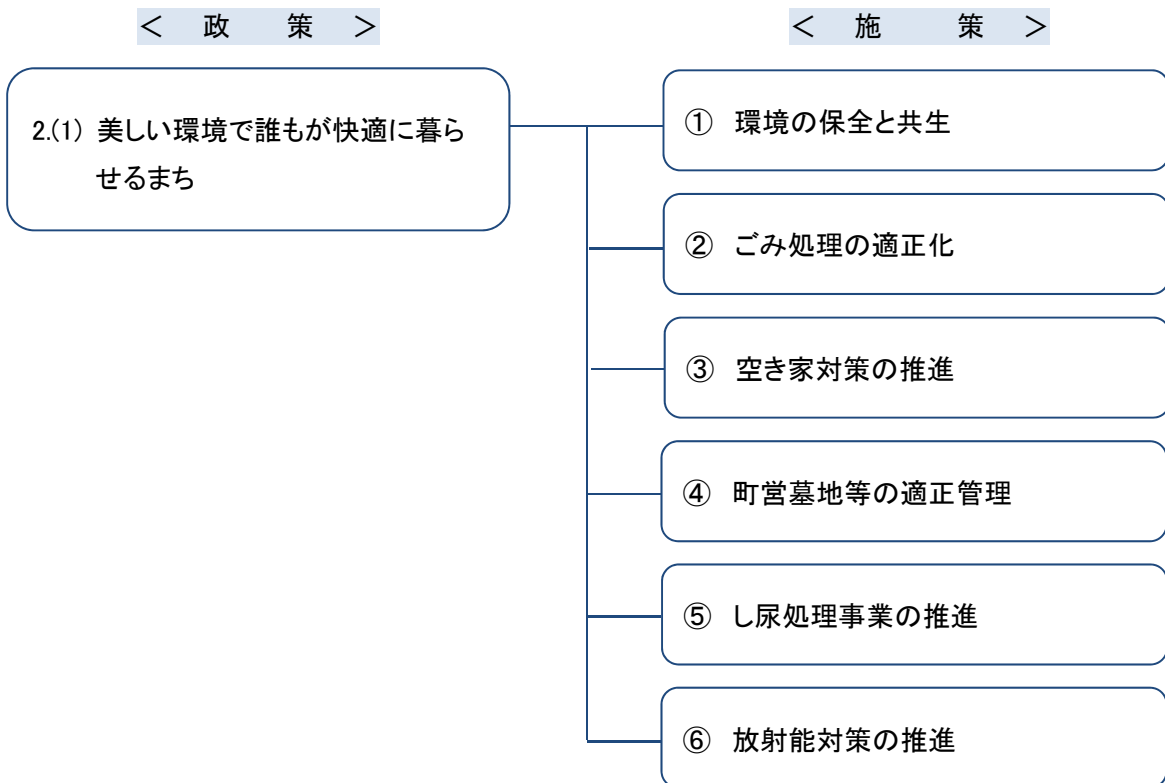 ＜ 政 策 ＞
＜ 施 策 ＞
2.(1) 美しい環境で誰もが快適に暮ら
せるまち
① 環境の保全と共生
② ごみ処理の適正化
③ 空き家対策の推進
④ 町営墓地等の適正管理
⑤ し尿処理事業の推進
⑥ 放射能対策の推進